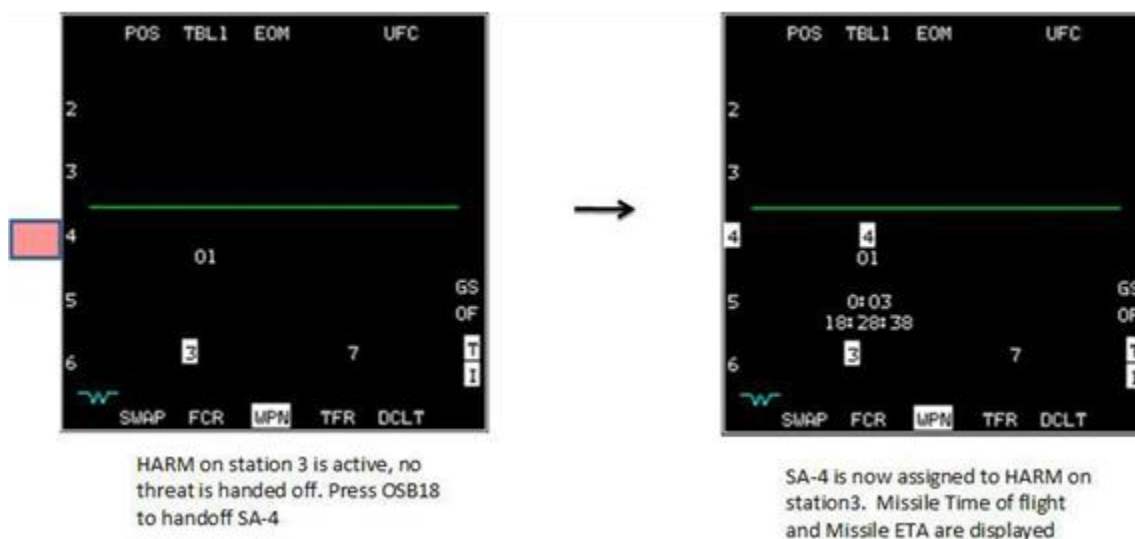 POS TBL1 EOM UFC
2
3
4
01
5
GS
OF
3 7
T
I
6
SWAP FCR WPN TFR DCLT
HARM on station 3 is active, no
threat is handed off. Press OSB18
to handoff SA-4
POS TBL1 EOM UFC
2
3
4 4
01
5
GS
OF
0:03
18:28:38
3 7
T
I
6
SWAP FCR WPN TFR DCLT
SA-4 is now assigned to HARM on
station3. Missile Time of flight
and Missile ETA are displayed